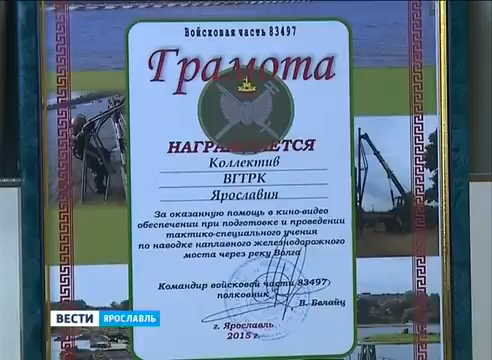 Войсковая часть 83497
Грамота
НАГРАЖДАЕТСЯ
Коллектив
ВГТРК
Ярославия
За оказанную помощь в кино-видео
обеспечении при подготовке и проведении
тактико-специального учения
по наводке наплавного железнодорожного
моста через реку Волга
Командир войсковой части 83497
полковник
В. Белайц
г. Ярославль
2015 г.
ВЕСТИ ЯРОСЛАВЛЬ